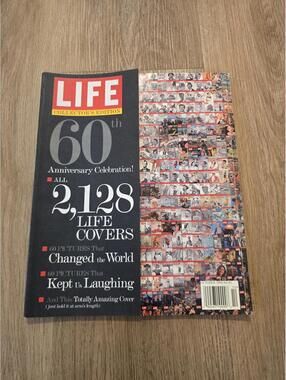 LIFE
COLLECTOR'S EDITION
60th
Anniversary Celebration!
ALL
2,128
LIFE
COVERS
60 PICTURES That
Changed the World
60 PICTURES That
Kept Us Laughing
And This Totally Amazing Cover
(just hold it at arm's length)